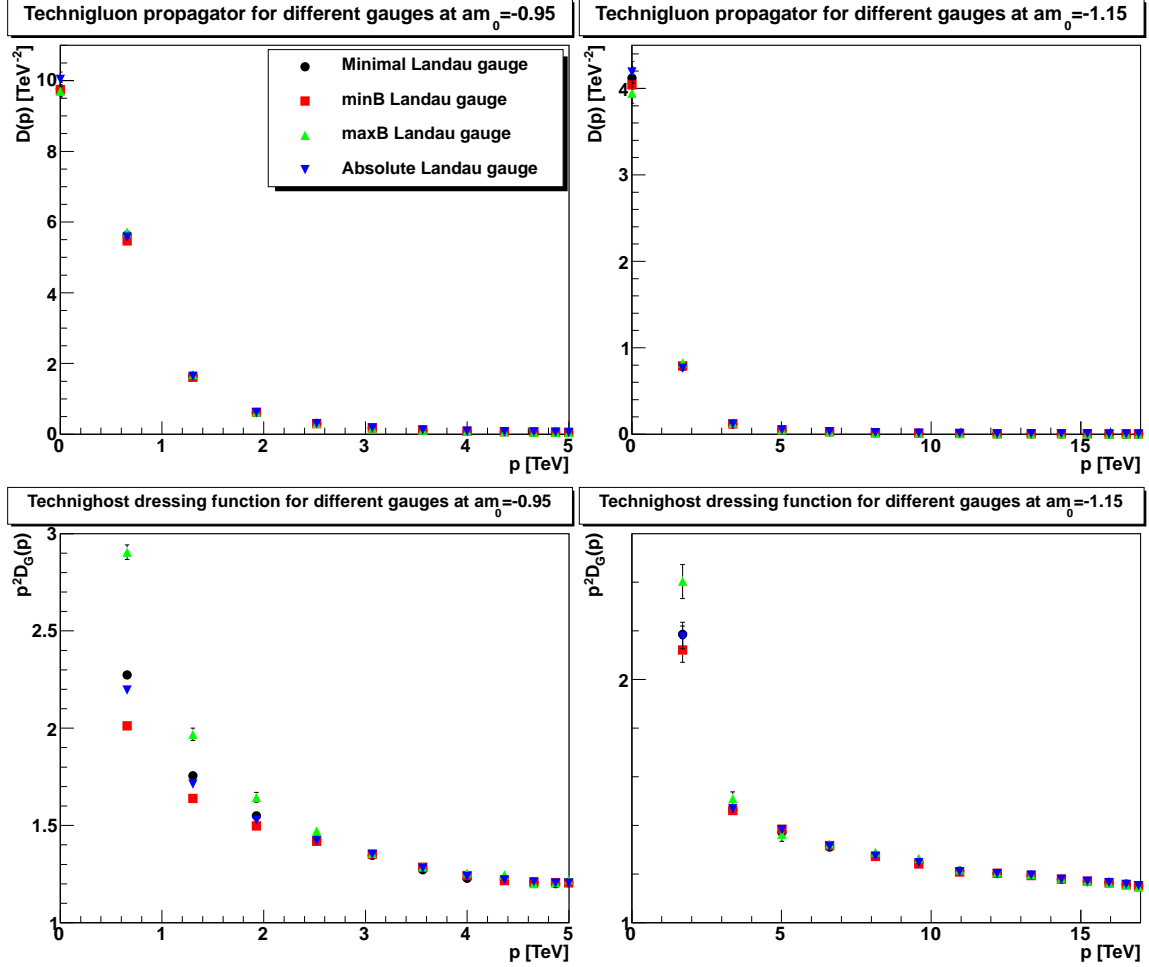 Technigluon propagator for different gauges at am₀=-0.95
D(p) [TeV⁻²]
10
8
6
4
2
0
Minimal Landau gauge
minB Landau gauge
maxB Landau gauge
Absolute Landau gauge
0 1 2 3 4 5
p [TeV]
Technigluon propagator for different gauges at am₀=-1.15
D(p) [TeV⁻²]
4
3
2
1
0
0 5 10 15
p [TeV]
Technighost dressing function for different gauges at am₀=-0.95
p²D_G(p)
3
2.5
2
1.5
1
0 1 2 3 4 5
p [TeV]
Technighost dressing function for different gauges at am₀=-1.15
p²D_G(p)
2
1
0 5 10 15
p [TeV]